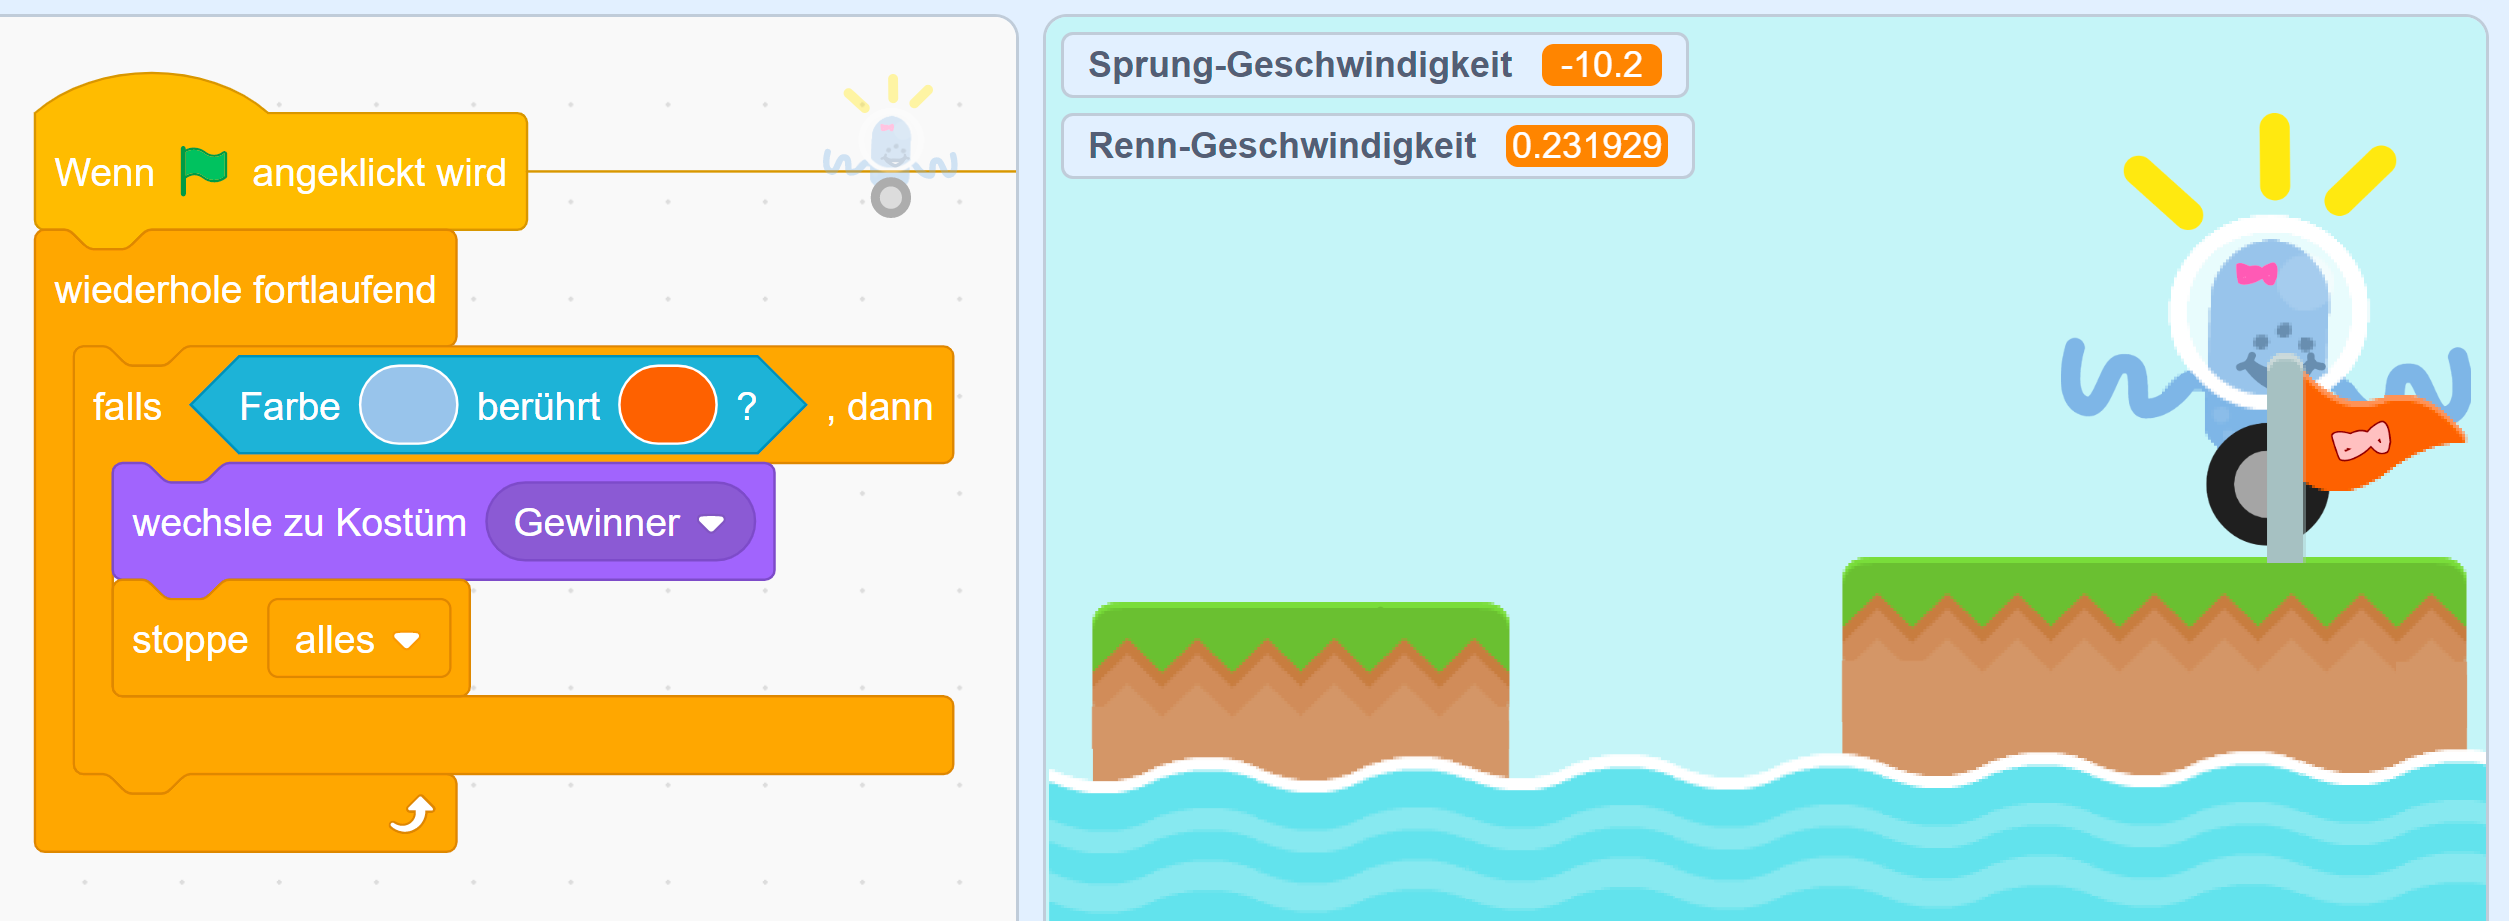 Wenn angeklickt wird
wiederhole fortlaufend
falls Farbe berührt ? , dann
wechsle zu Kostüm Gewinner
stoppe alles
Sprung-Geschwindigkeit -10.2
Renn-Geschwindigkeit 0.231929